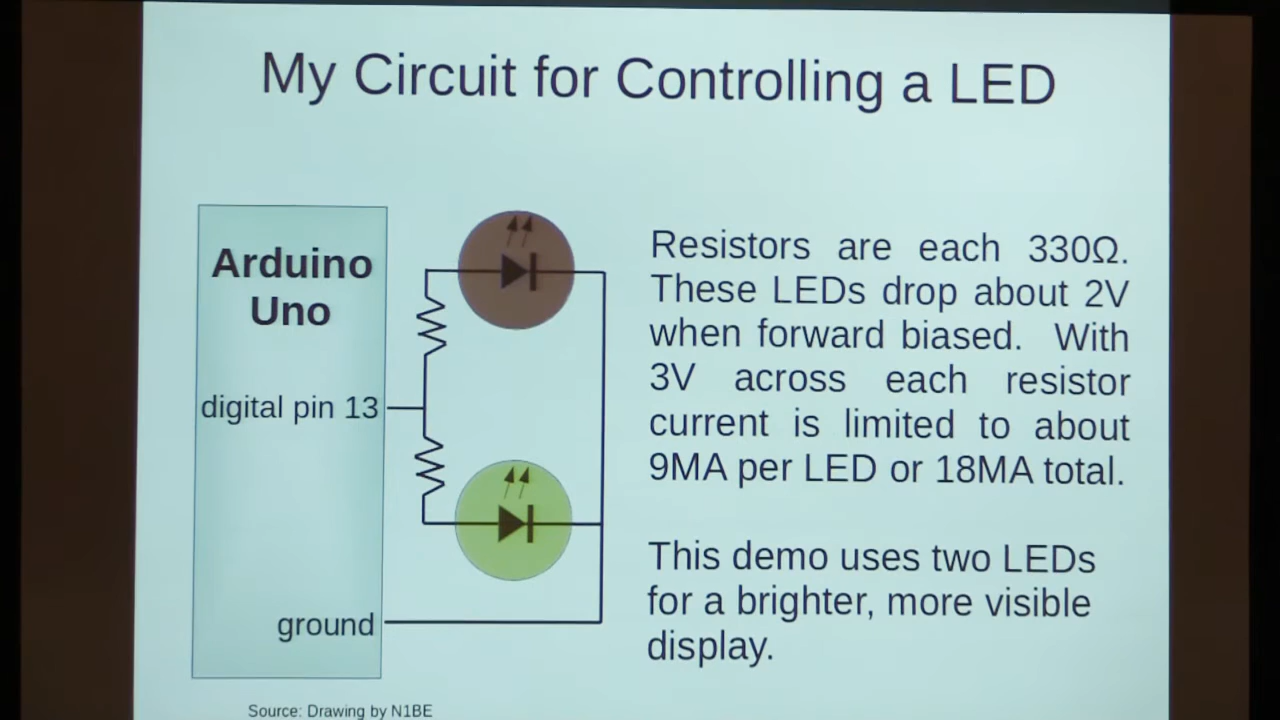 My Circuit for Controlling a LED
Arduino
Uno
digital pin 13
ground
Resistors are each 330Ω.
These LEDs drop about 2V
when forward biased. With
3V across each resistor
current is limited to about
9MA per LED or 18MA total.
This demo uses two LEDs
for a brighter, more visible
display.
Source: Drawing by N1BE